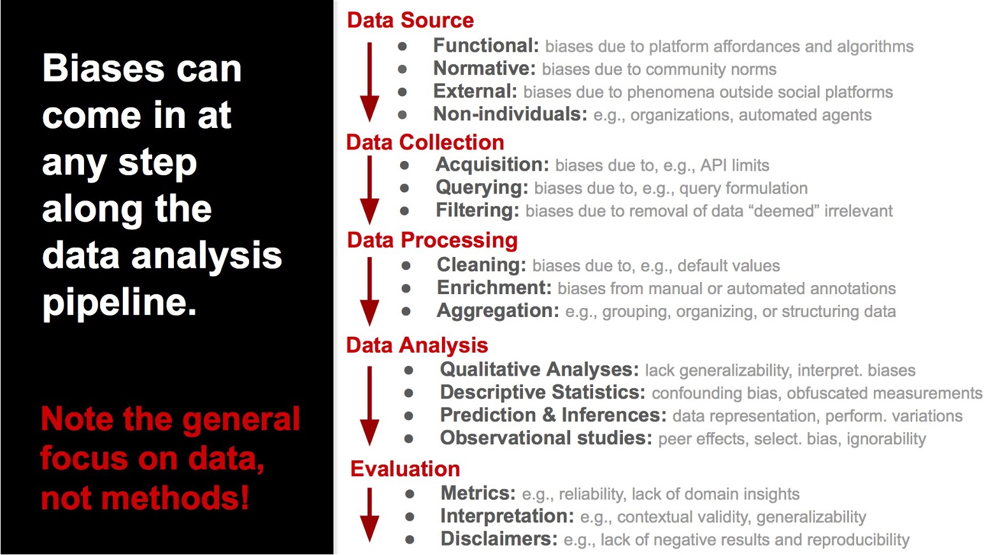 Biases can
come in at
any step
along the
data analysis
pipeline.
Note the general
focus on data,
not methods!
Data Source
● Functional: biases due to platform affordances and algorithms
● Normative: biases due to community norms
● External: biases due to phenomena outside social platforms
● Non-individuals: e.g., organizations, automated agents
Data Collection
● Acquisition: biases due to, e.g., API limits
● Querying: biases due to, e.g., query formulation
● Filtering: biases due to removal of data “deemed” irrelevant
Data Processing
● Cleaning: biases due to, e.g., default values
● Enrichment: biases from manual or automated annotations
● Aggregation: e.g., grouping, organizing, or structuring data
Data Analysis
● Qualitative Analyses: lack generalizability, interpret. biases
● Descriptive Statistics: confounding bias, obfuscated measurements
● Prediction & Inferences: data representation, perform. variations
● Observational studies: peer effects, select. bias, ignorability
Evaluation
● Metrics: e.g., reliability, lack of domain insights
● Interpretation: e.g., contextual validity, generalizability
● Disclaimers: e.g., lack of negative results and reproducibility